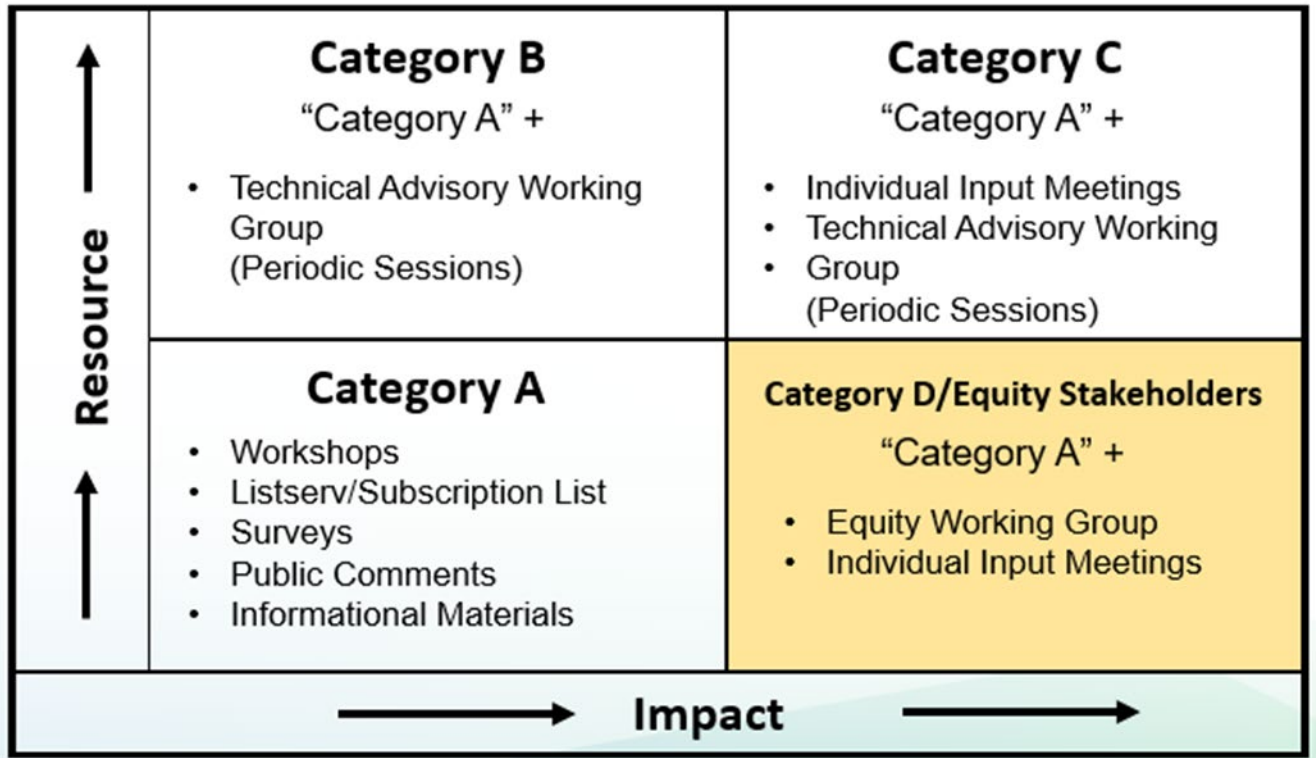 Resource
Category B
“Category A” +
• Technical Advisory Working
Group
(Periodic Sessions)
Category C
“Category A” +
• Individual Input Meetings
• Technical Advisory Working
• Group
(Periodic Sessions)
Category A
• Workshops
• Listserv/Subscription List
• Surveys
• Public Comments
• Informational Materials
Category D/Equity Stakeholders
“Category A” +
• Equity Working Group
• Individual Input Meetings
Impact